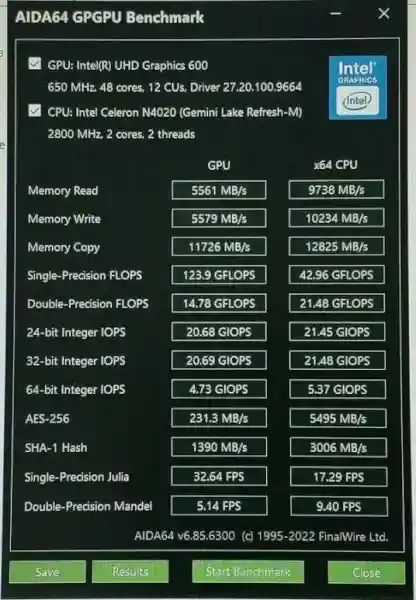 AIDA64 GPGPU Benchmark
GPU: Intel(R) UHD Graphics 600
650 MHz, 48 cores, 12 CUs, Driver 27.20.100.9664
CPU: Intel Celeron N4020 (Gemini Lake Refresh-M)
2800 MHz, 2 cores, 2 threads
intel
GRAPHICS
intel
GPU x64 CPU
Memory Read 5561 MB/s 9738 MB/s
Memory Write 5579 MB/s 10234 MB/s
Memory Copy 11726 MB/s 12825 MB/s
Single-Precision FLOPS 123.9 GFLOPS 42.96 GFLOPS
Double-Precision FLOPS 14.78 GFLOPS 21.48 GFLOPS
24-bit Integer IOPS 20.68 GIOPS 21.45 GIOPS
32-bit Integer IOPS 20.69 GIOPS 21.48 GIOPS
64-bit Integer IOPS 4.73 GIOPS 5.37 GIOPS
AES-256 231.3 MB/s 5495 MB/s
SHA-1 Hash 1390 MB/s 3006 MB/s
Single-Precision Julia 32.64 FPS 17.29 FPS
Double-Precision Mandel 5.14 FPS 9.40 FPS
AIDA64 v6.85.6300 (c) 1995-2022 FinalWire Ltd.
Save Results Start Benchmark Close